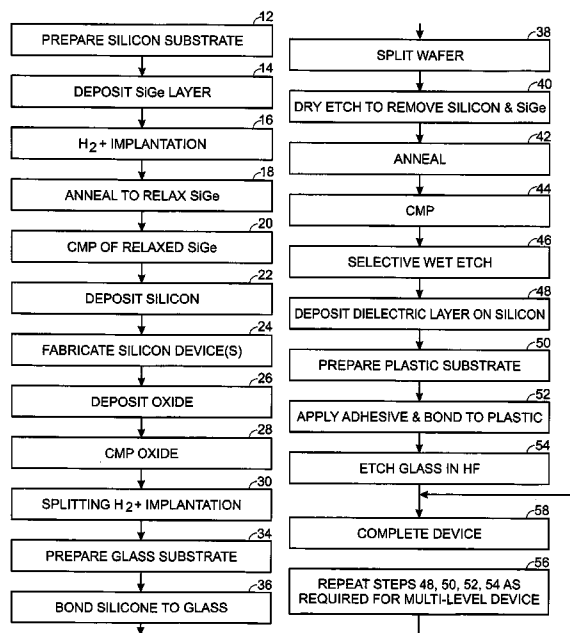 12
PREPARE SILICON SUBSTRATE
14
DEPOSIT SiGe LAYER
16
H2+ IMPLANTATION
18
ANNEAL TO RELAX SiGe
20
CMP OF RELAXED SiGe
22
DEPOSIT SILICON
24
FABRICATE SILICON DEVICE(S)
26
DEPOSIT OXIDE
28
CMP OXIDE
30
SPLITTING H2+ IMPLANTATION
34
PREPARE GLASS SUBSTRATE
36
BOND SILICONE TO GLASS
38
SPLIT WAFER
40
DRY ETCH TO REMOVE SILICON & SiGe
42
ANNEAL
44
CMP
46
SELECTIVE WET ETCH
48
DEPOSIT DIELECTRIC LAYER ON SILICON
50
PREPARE PLASTIC SUBSTRATE
52
APPLY ADHESIVE & BOND TO PLASTIC
54
ETCH GLASS IN HF
58
COMPLETE DEVICE
56
REPEAT STEPS 48, 50, 52, 54 AS
REQUIRED FOR MULTI-LEVEL DEVICE